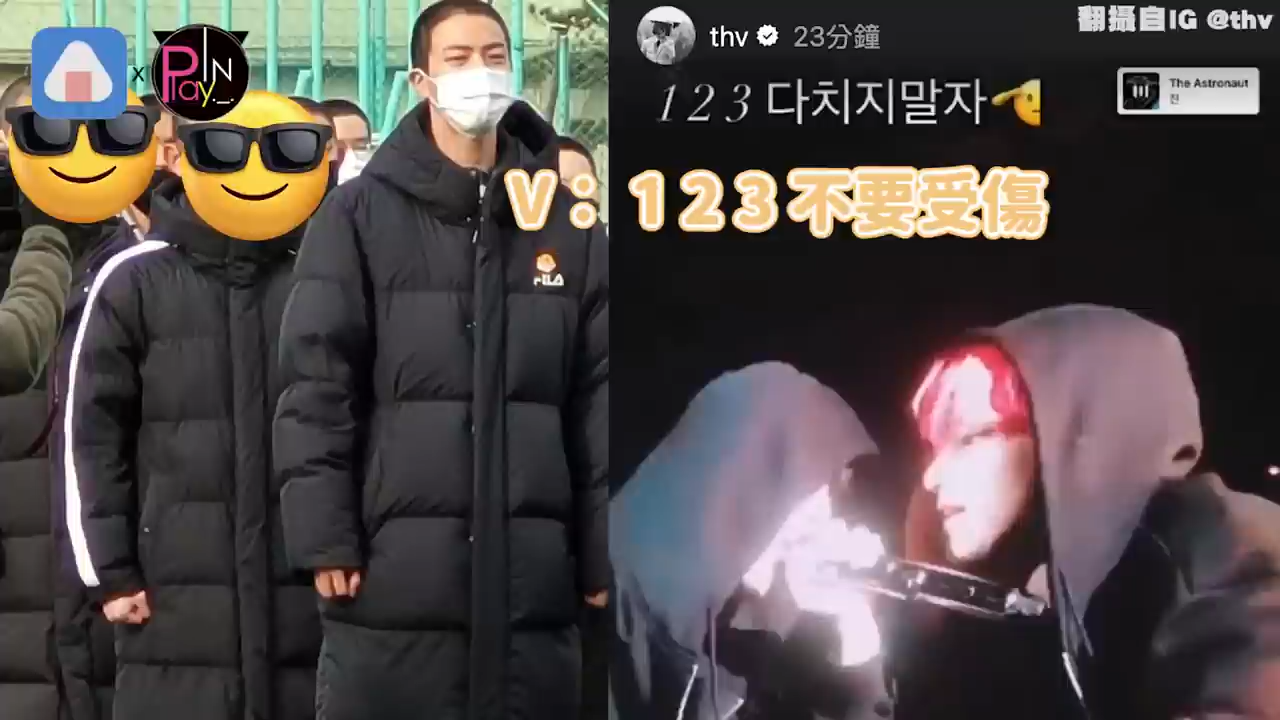 x
PlayIN_.
FILA
翻攝自IG @thv
thv 23分鐘
1 2 3 다치지말자
The Astronaut
진
V：１２３不要受傷